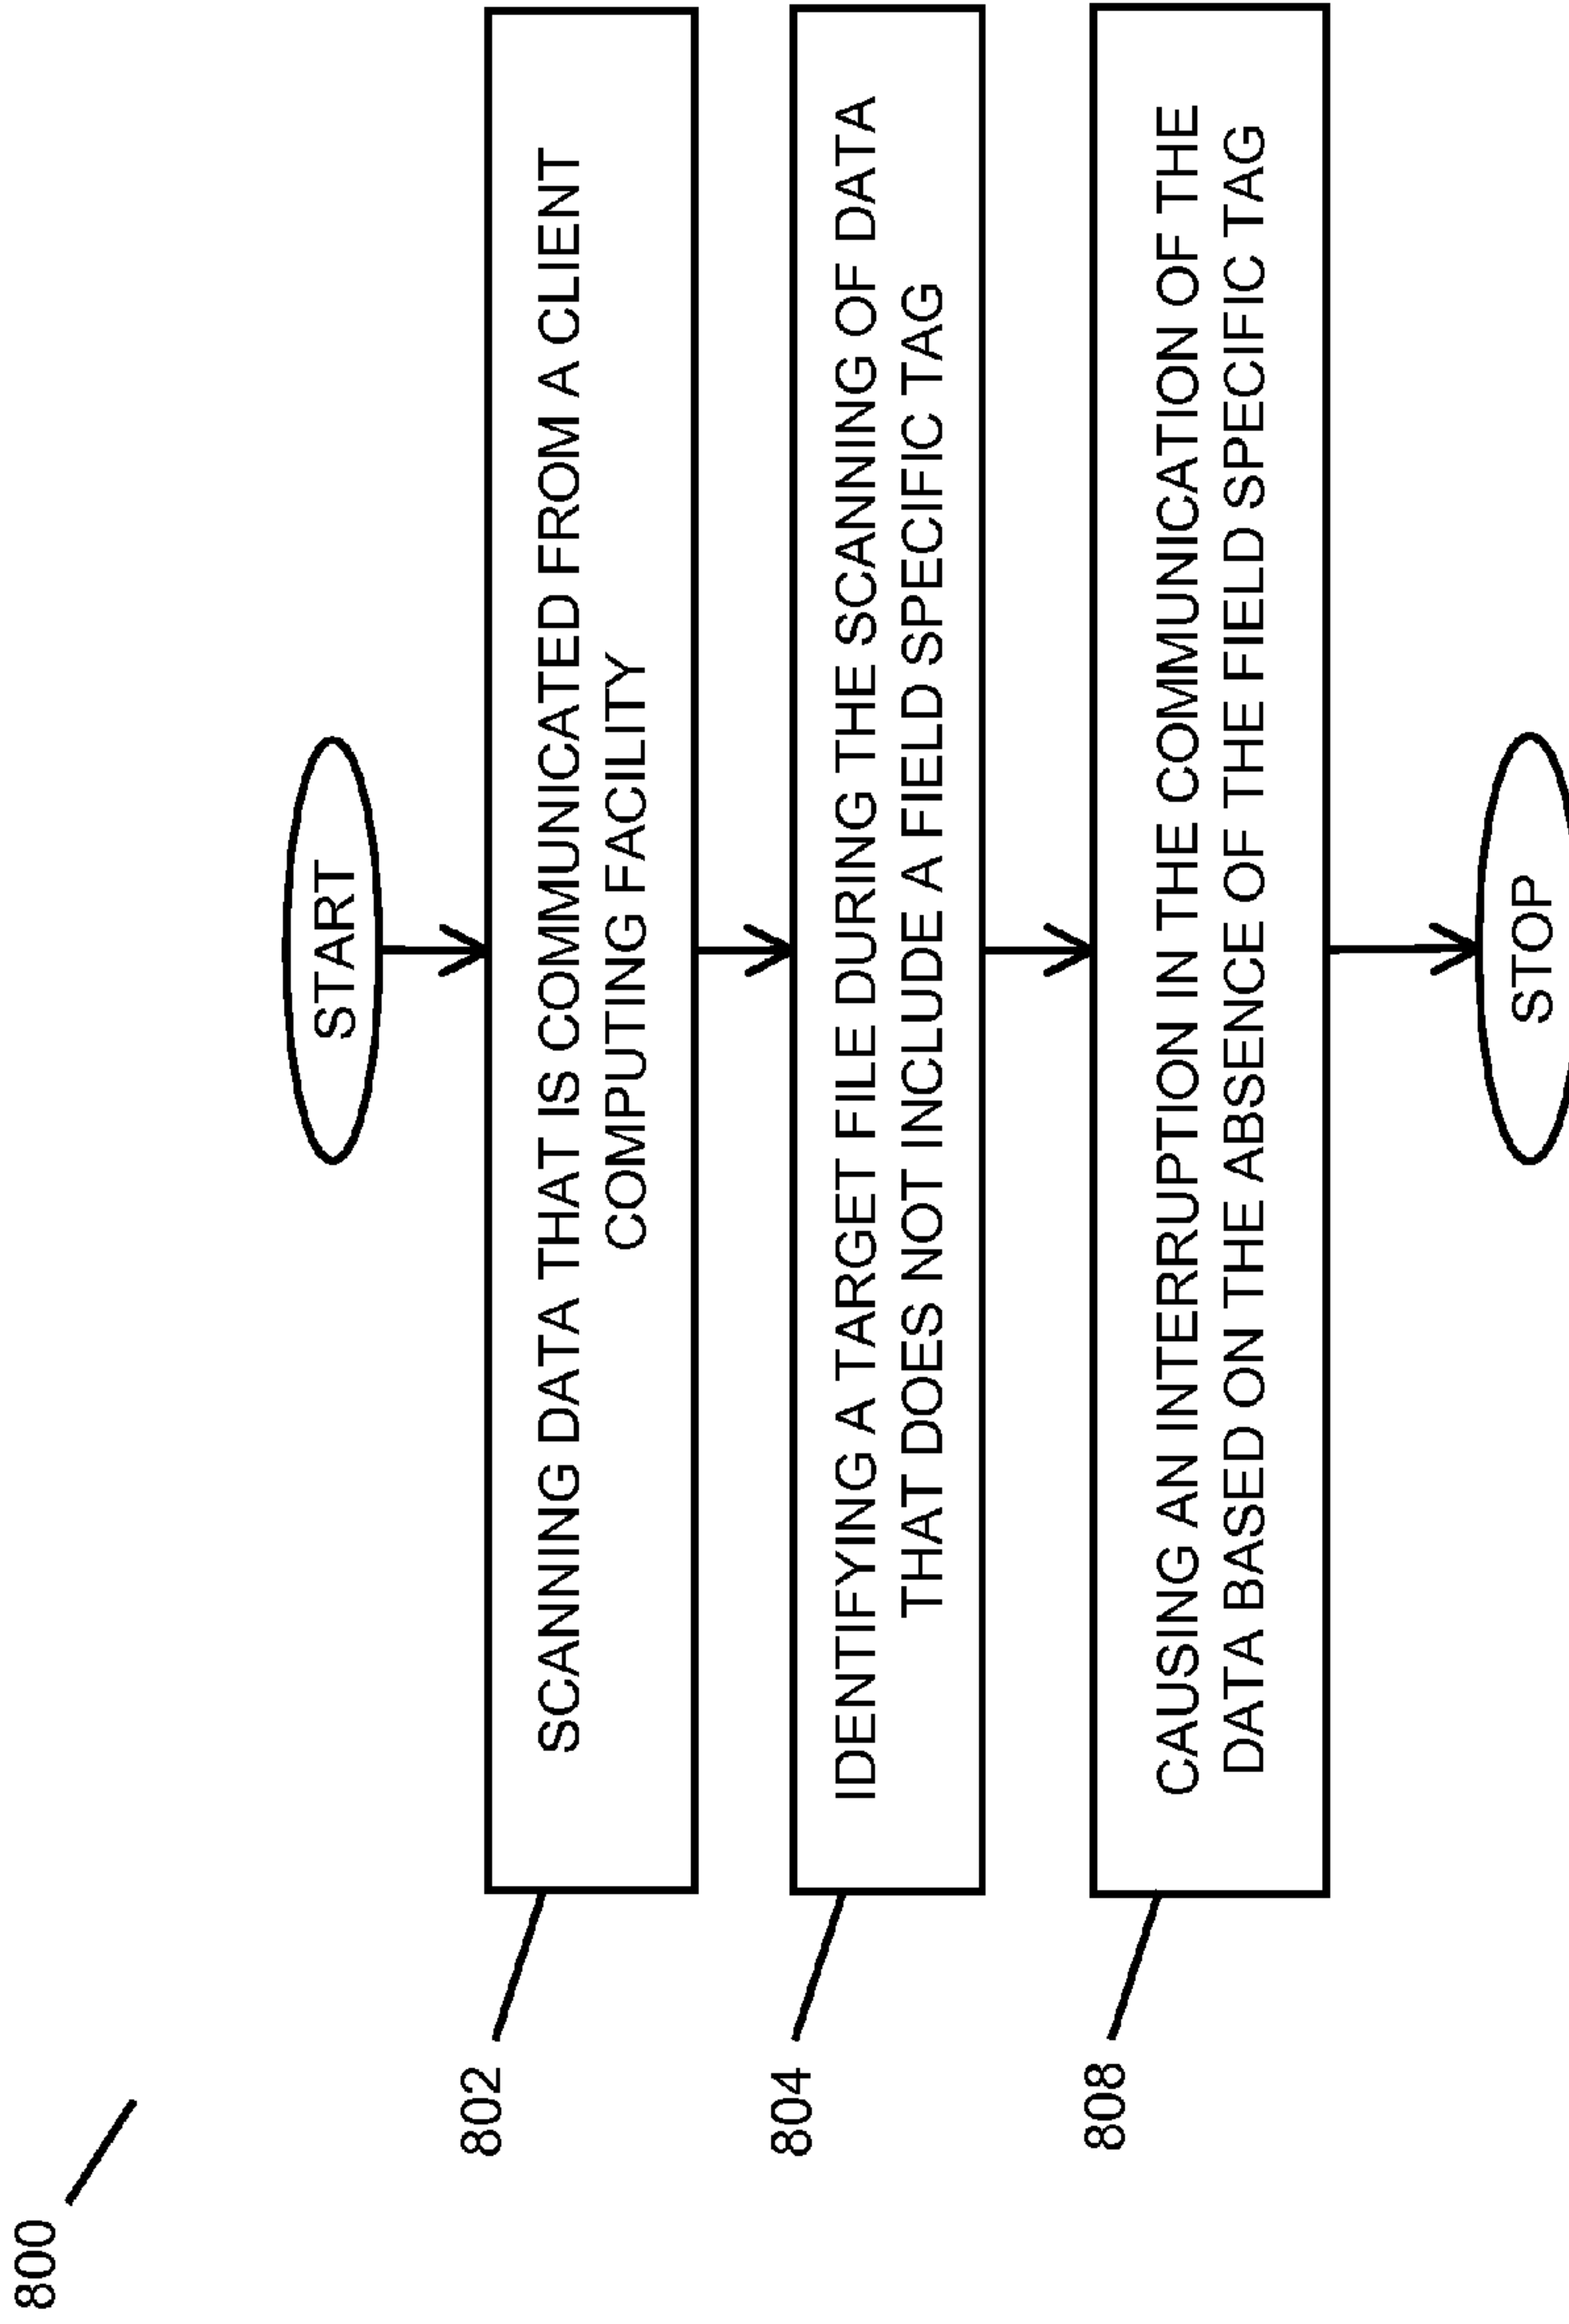 800
START
802
SCANNING DATA THAT IS COMMUNICATED FROM A CLIENT
COMPUTING FACILITY
804
IDENTIFYING A TARGET FILE DURING THE SCANNING OF DATA
THAT DOES NOT INCLUDE A FIELD SPECIFIC TAG
808
CAUSING AN INTERRUPTION IN THE COMMUNICATION OF THE
DATA BASED ON THE ABSENCE OF THE FIELD SPECIFIC TAG
STOP